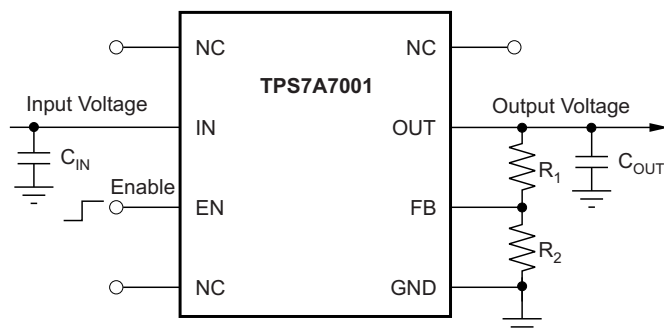 NC
NC
TPS7A7001
Input Voltage
Output Voltage
IN
OUT
C_IN
R_1
C_OUT
Enable
EN
FB
R_2
NC
GND